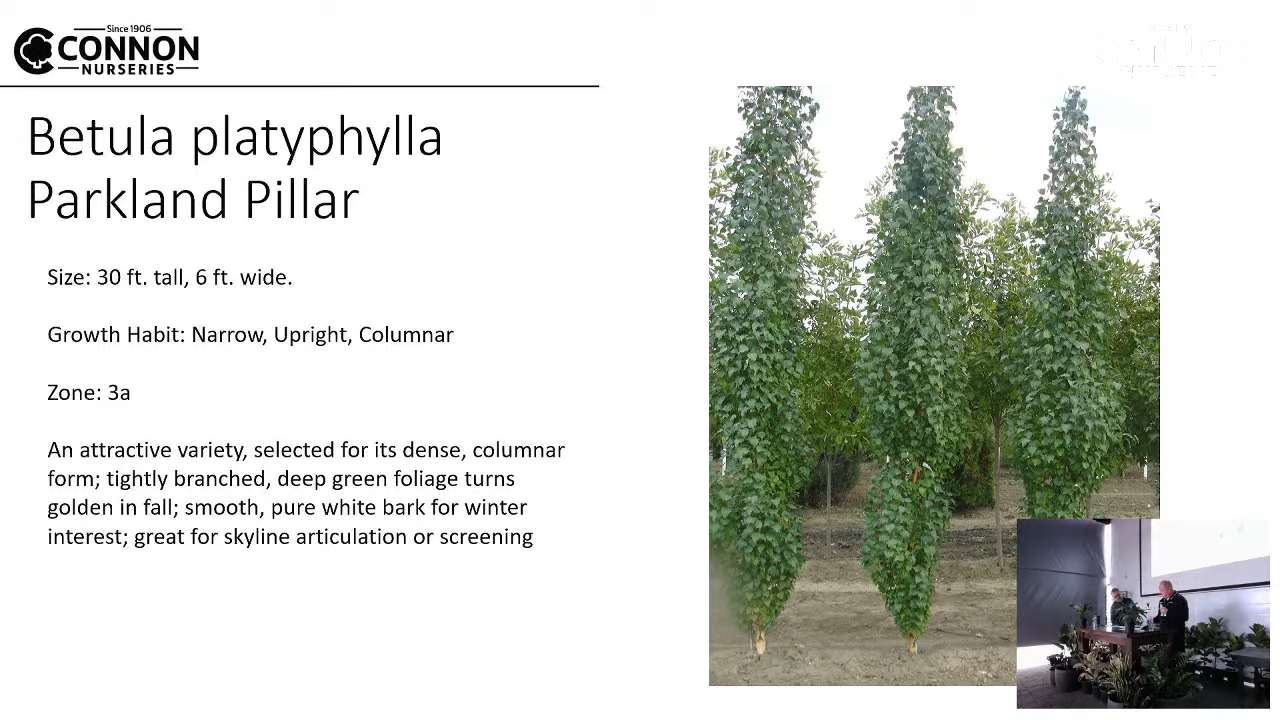 Since 1906
CONNON
NURSERIES
Betula platyphylla
Parkland Pillar
Size: 30 ft. tall, 6 ft. wide.
Growth Habit: Narrow, Upright, Columnar
Zone: 3a
An attractive variety, selected for its dense, columnar
form; tightly branched, deep green foliage turns
golden in fall; smooth, pure white bark for winter
interest; great for skyline articulation or screening